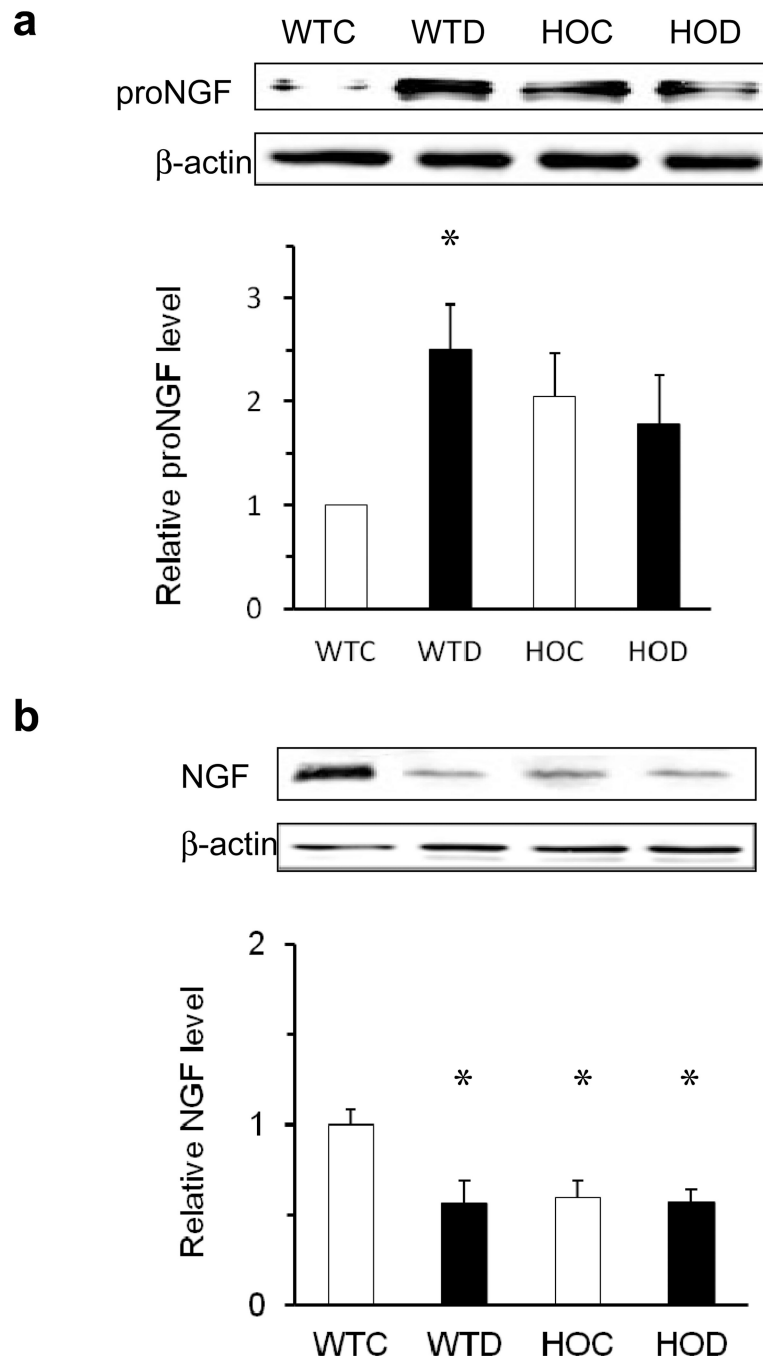 a
WTC WTD HOC HOD
proNGF
β-actin
*
3
2
1
0
Relative proNGF level
WTC WTD HOC HOD
b
NGF
β-actin
2
* * *
1
0
Relative NGF level
WTC WTD HOC HOD